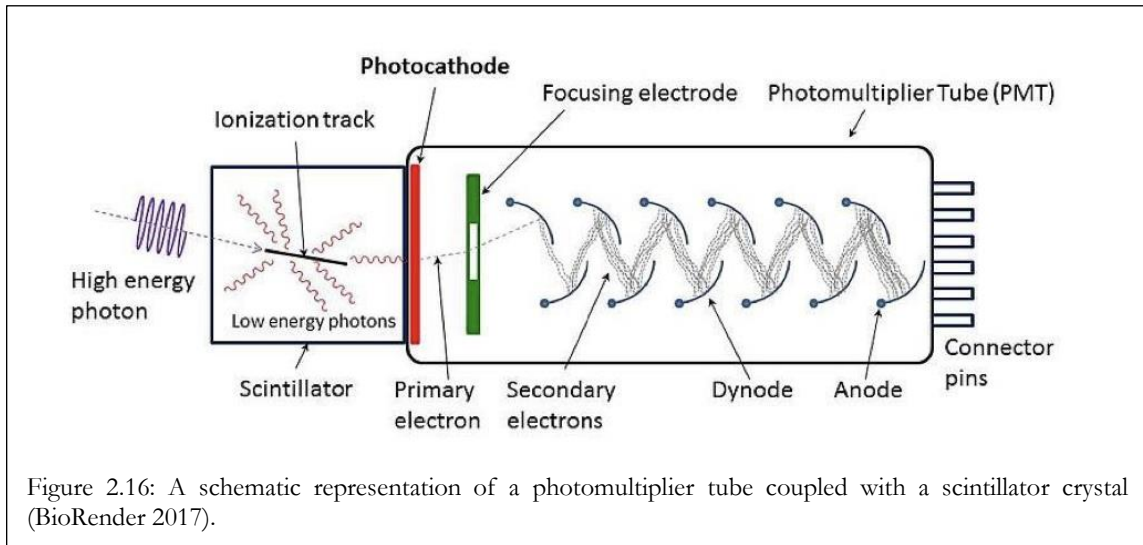 Photocathode
Focusing electrode
Photomultiplier Tube (PMT)
Ionization track
High energy
photon
Low energy photons
Scintillator
Primary
electron
Secondary
electrons
Dynode
Anode
Connector
pins
Figure 2.16: A schematic representation of a photomultiplier tube coupled with a scintillator crystal
(BioRender 2017).